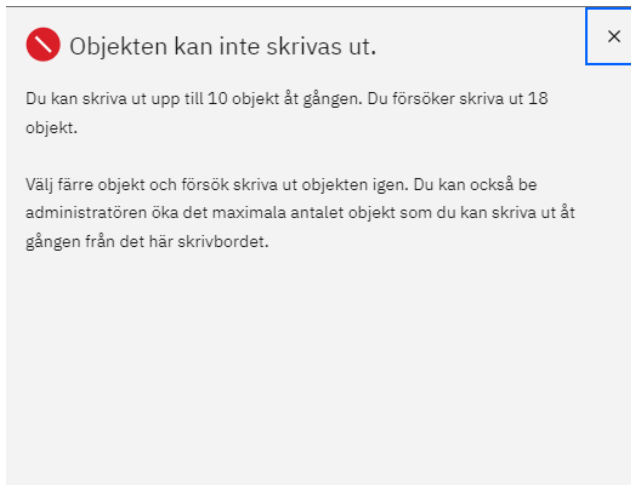 Objekten kan inte skrivas ut.
Du kan skriva ut upp till 10 objekt åt gången. Du försöker skriva ut 18
objekt.
Välj färre objekt och försök skriva ut objekten igen. Du kan också be
administratören öka det maximala antalet objekt som du kan skriva ut åt
gången från det här skrivbordet.